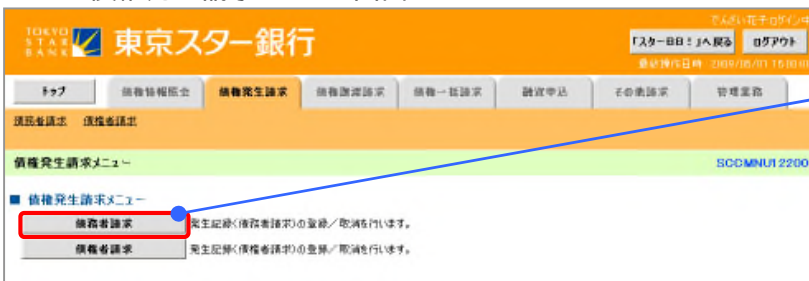 TOKYO
STAR
BANK
東京スター銀行
でんさい花子ログイン中
「スターBB!」へ戻る ログアウト
最終操作日時 2009/05/01 15:00:00
トップ 債権情報照会 債権発生請求 債権譲渡請求 債権一括請求 融資申込 その他請求 管理業務
債務者請求 債権者請求
債権発生請求メニュー SCCMNU12200
■ 債権発生請求メニュー
債務者請求 発生記録(債務者請求)の登録/取消を行います。
債権者請求 発生記録(債権者請求)の登録/取消を行います。